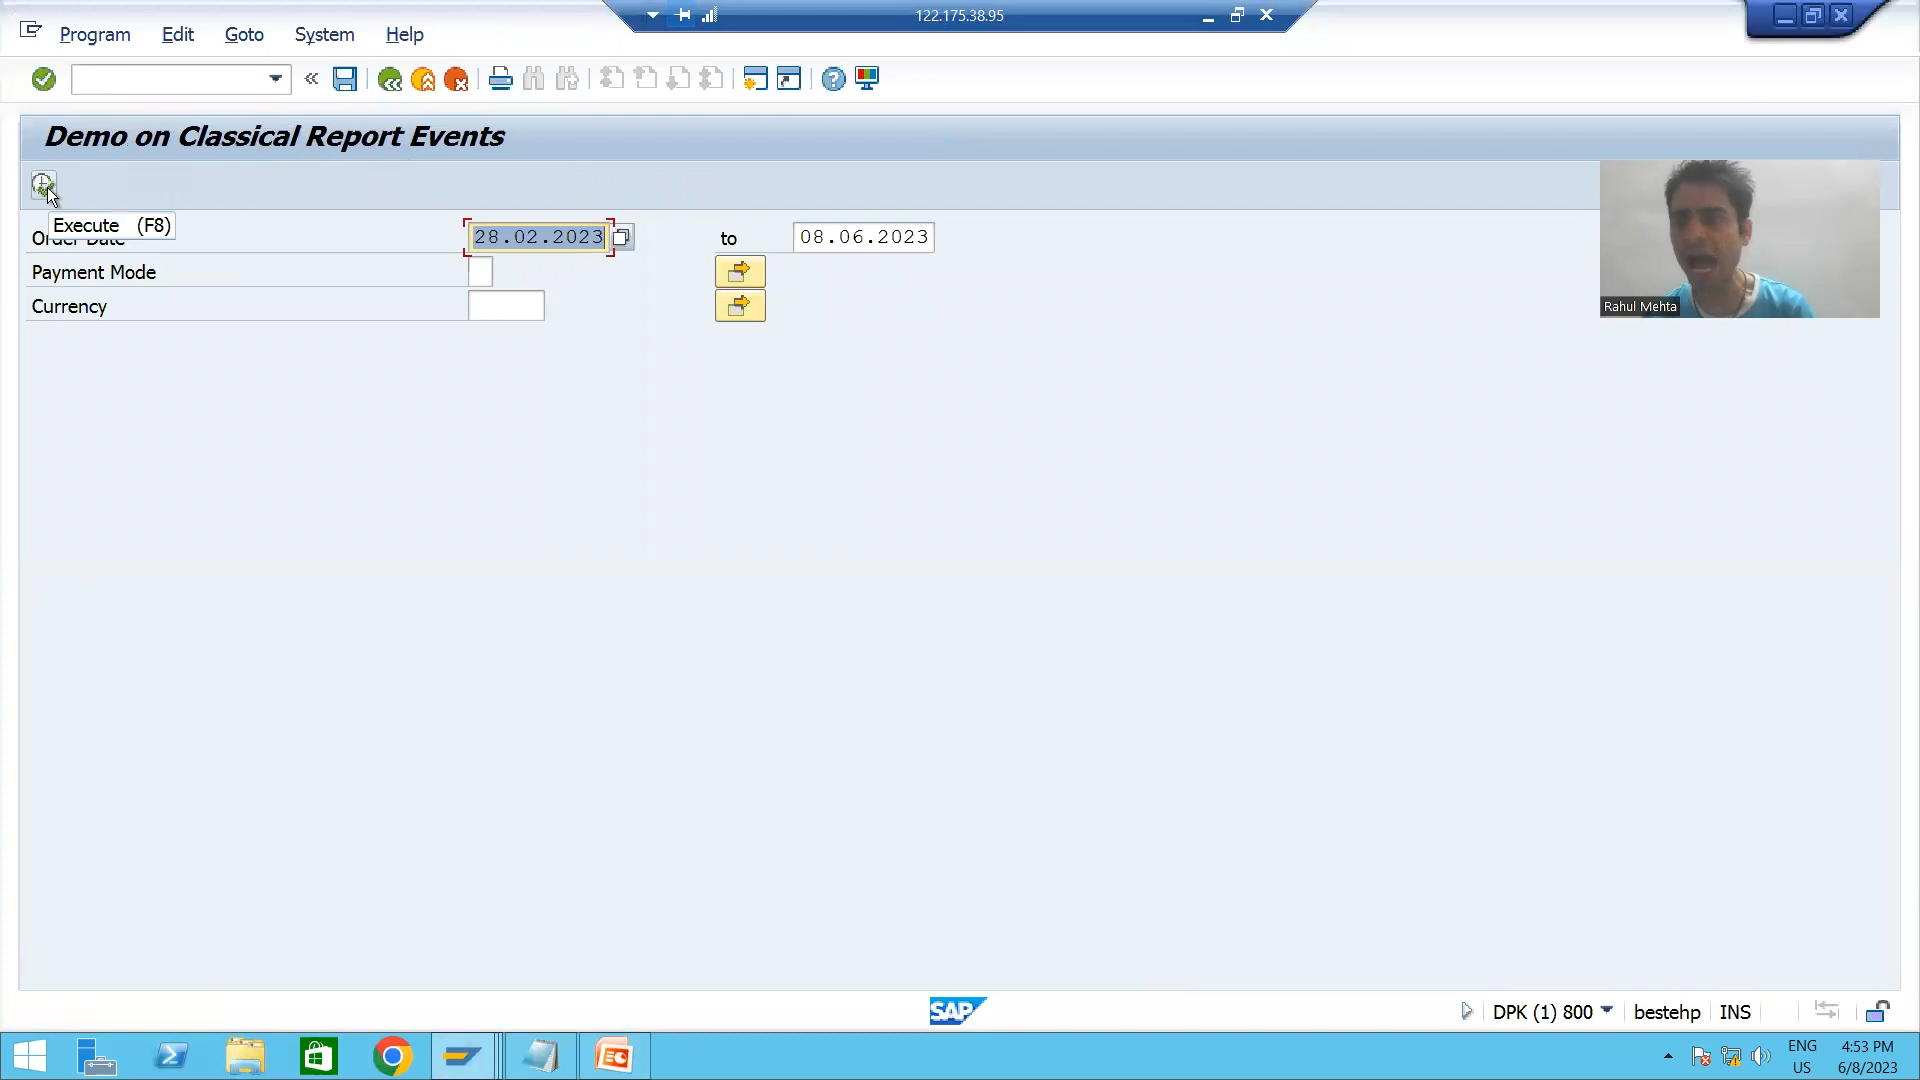 122.175.38.95
Program Edit Goto System Help
Demo on Classical Report Events
Execute (F8)
Order Date 28.02.2023 to 08.06.2023
Payment Mode
Currency
Rahul Mehta
SAP
DPK (1) 800 bestehp INS
ENG 4:53 PM
US 6/8/2023